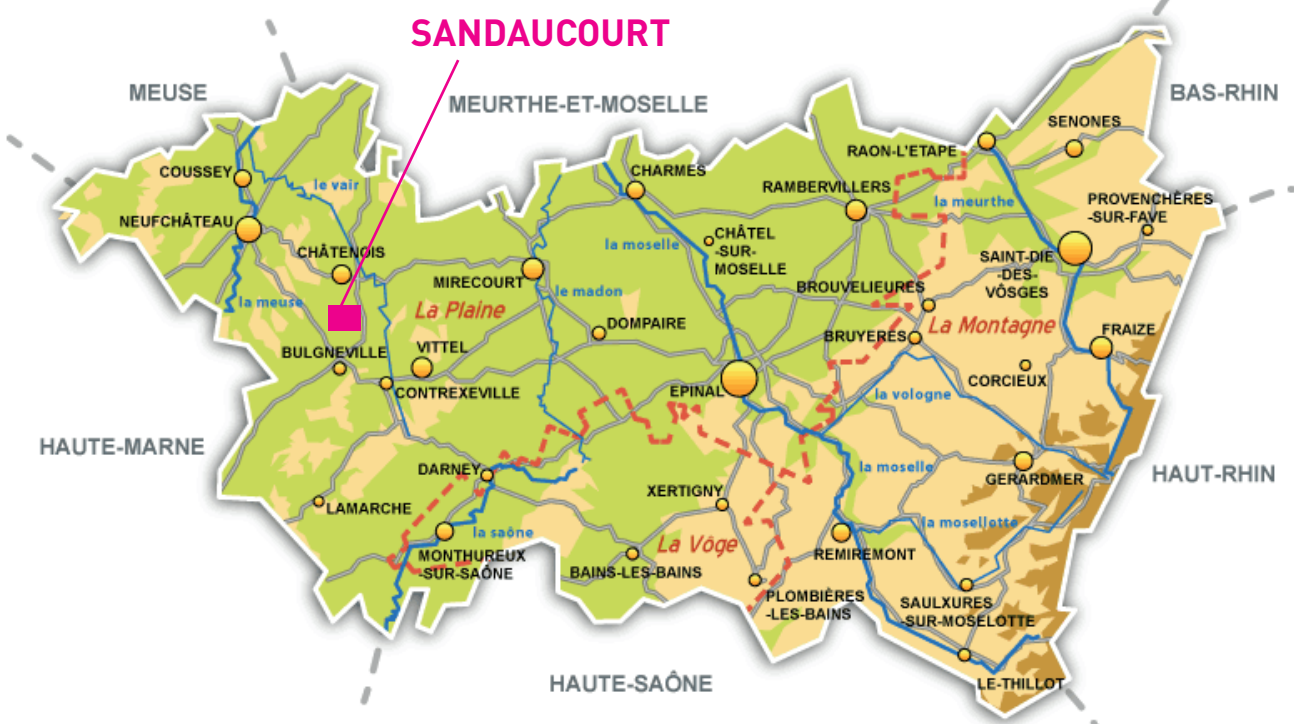 SANDAUCOURT
MEUSE
MEURTHE-ET-MOSELLE
BAS-RHIN
SENONES
RAON-L'ETAPE
COUSSEY
le vair
CHARMES
RAMBERVILLERS
PROVENCHÈRES
-SUR-FAVE
la meurthe
NEUFCHÂTEAU
CHÂTENOIS
la moselle
CHÂTEL
-SUR-
MOSELLE
SAINT-DIE
-DES-
VÔSGES
MIRECOURT
le madon
BROUVELIEURES
la meuse
La Plaine
DOMPAIRE
La Montagne
FRAIZE
BRUYERES
BULGNEVILLE
VITTEL
CORCIEUX
CONTREXEVILLE
EPINAL
la vologne
HAUTE-MARNE
DARNEY
la moselle
HAUT-RHIN
GERARDMER
XERTIGNY
LAMARCHE
la mosellotte
la saône
La Vôge
REMIREMONT
MONTHUREUX
-SUR-SAÔNE
BAINS-LES-BAINS
PLOMBIÈRES
-LES-BAINS
SAULXURES
-SUR-MOSELOTTE
HAUTE-SAÔNE
LE-THILLOT